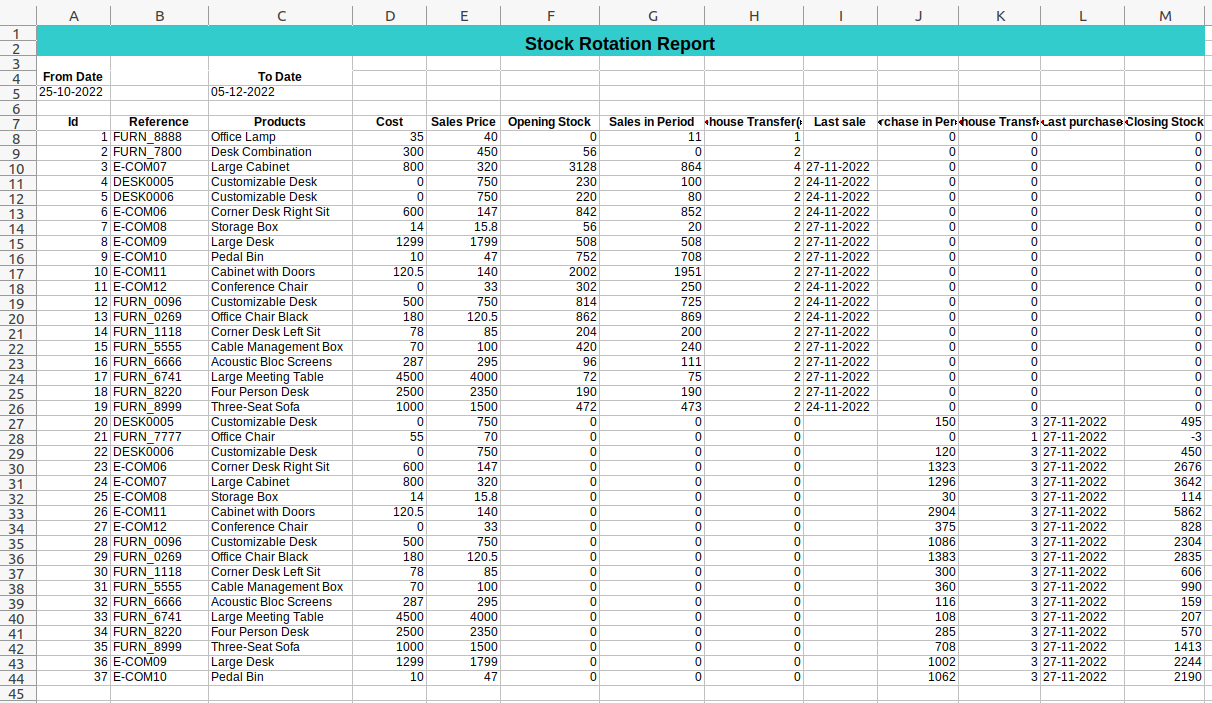 A B C D E F G H I J K L M
1
2 Stock Rotation Report
3
4 From Date To Date
5 25-10-2022 05-12-2022
6
7 Id Reference Products Cost Sales Price Opening Stock Sales in Period house Transfer( Last sale rchase in Per house Transf Last purchase Closing Stock
8 1 FURN_8888 Office Lamp 35 40 0 11 1 0 0 0
9 2 FURN_7800 Desk Combination 300 450 56 0 2 0 0 0
10 3 E-COM07 Large Cabinet 800 320 3128 864 4 27-11-2022 0 0 0
11 4 DESK0005 Customizable Desk 0 750 230 100 2 24-11-2022 0 0 0
12 5 DESK0006 Customizable Desk 0 750 220 80 2 24-11-2022 0 0 0
13 6 E-COM06 Corner Desk Right Sit 600 147 842 852 2 24-11-2022 0 0 0
14 7 E-COM08 Storage Box 14 15.8 56 20 2 27-11-2022 0 0 0
15 8 E-COM09 Large Desk 1299 1799 508 508 2 27-11-2022 0 0 0
16 9 E-COM10 Pedal Bin 10 47 752 708 2 27-11-2022 0 0 0
17 10 E-COM11 Cabinet with Doors 120.5 140 2002 1951 2 27-11-2022 0 0 0
18 11 E-COM12 Conference Chair 0 33 302 250 2 24-11-2022 0 0 0
19 12 FURN_0096 Customizable Desk 500 750 814 725 2 24-11-2022 0 0 0
20 13 FURN_0269 Office Chair Black 180 120.5 862 869 2 24-11-2022 0 0 0
21 14 FURN_1118 Corner Desk Left Sit 78 85 204 200 2 27-11-2022 0 0 0
22 15 FURN_5555 Cable Management Box 70 100 420 240 2 27-11-2022 0 0 0
23 16 FURN_6666 Acoustic Bloc Screens 287 295 96 111 2 27-11-2022 0 0 0
24 17 FURN_6741 Large Meeting Table 4500 4000 72 75 2 27-11-2022 0 0 0
25 18 FURN_8220 Four Person Desk 2500 2350 190 190 2 27-11-2022 0 0 0
26 19 FURN_8999 Three-Seat Sofa 1000 1500 472 473 2 24-11-2022 0 0 0
27 20 DESK0005 Customizable Desk 0 750 0 0 0 150 3 27-11-2022 495
28 21 FURN_7777 Office Chair 55 70 0 0 0 0 1 27-11-2022 -3
29 22 DESK0006 Customizable Desk 0 750 0 0 0 120 3 27-11-2022 450
30 23 E-COM06 Corner Desk Right Sit 600 147 0 0 0 1323 3 27-11-2022 2676
31 24 E-COM07 Large Cabinet 800 320 0 0 0 1296 3 27-11-2022 3642
32 25 E-COM08 Storage Box 14 15.8 0 0 0 30 3 27-11-2022 114
33 26 E-COM11 Cabinet with Doors 120.5 140 0 0 0 2904 3 27-11-2022 5862
34 27 E-COM12 Conference Chair 0 33 0 0 0 375 3 27-11-2022 828
35 28 FURN_0096 Customizable Desk 500 750 0 0 0 1086 3 27-11-2022 2304
36 29 FURN_0269 Office Chair Black 180 120.5 0 0 0 1383 3 27-11-2022 2835
37 30 FURN_1118 Corner Desk Left Sit 78 85 0 0 0 300 3 27-11-2022 606
38 31 FURN_5555 Cable Management Box 70 100 0 0 0 360 3 27-11-2022 990
39 32 FURN_6666 Acoustic Bloc Screens 287 295 0 0 0 116 3 27-11-2022 159
40 33 FURN_6741 Large Meeting Table 4500 4000 0 0 0 108 3 27-11-2022 207
41 34 FURN_8220 Four Person Desk 2500 2350 0 0 0 285 3 27-11-2022 570
42 35 FURN_8999 Three-Seat Sofa 1000 1500 0 0 0 708 3 27-11-2022 1413
43 36 E-COM09 Large Desk 1299 1799 0 0 0 1002 3 27-11-2022 2244
44 37 E-COM10 Pedal Bin 10 47 0 0 0 1062 3 27-11-2022 2190
45